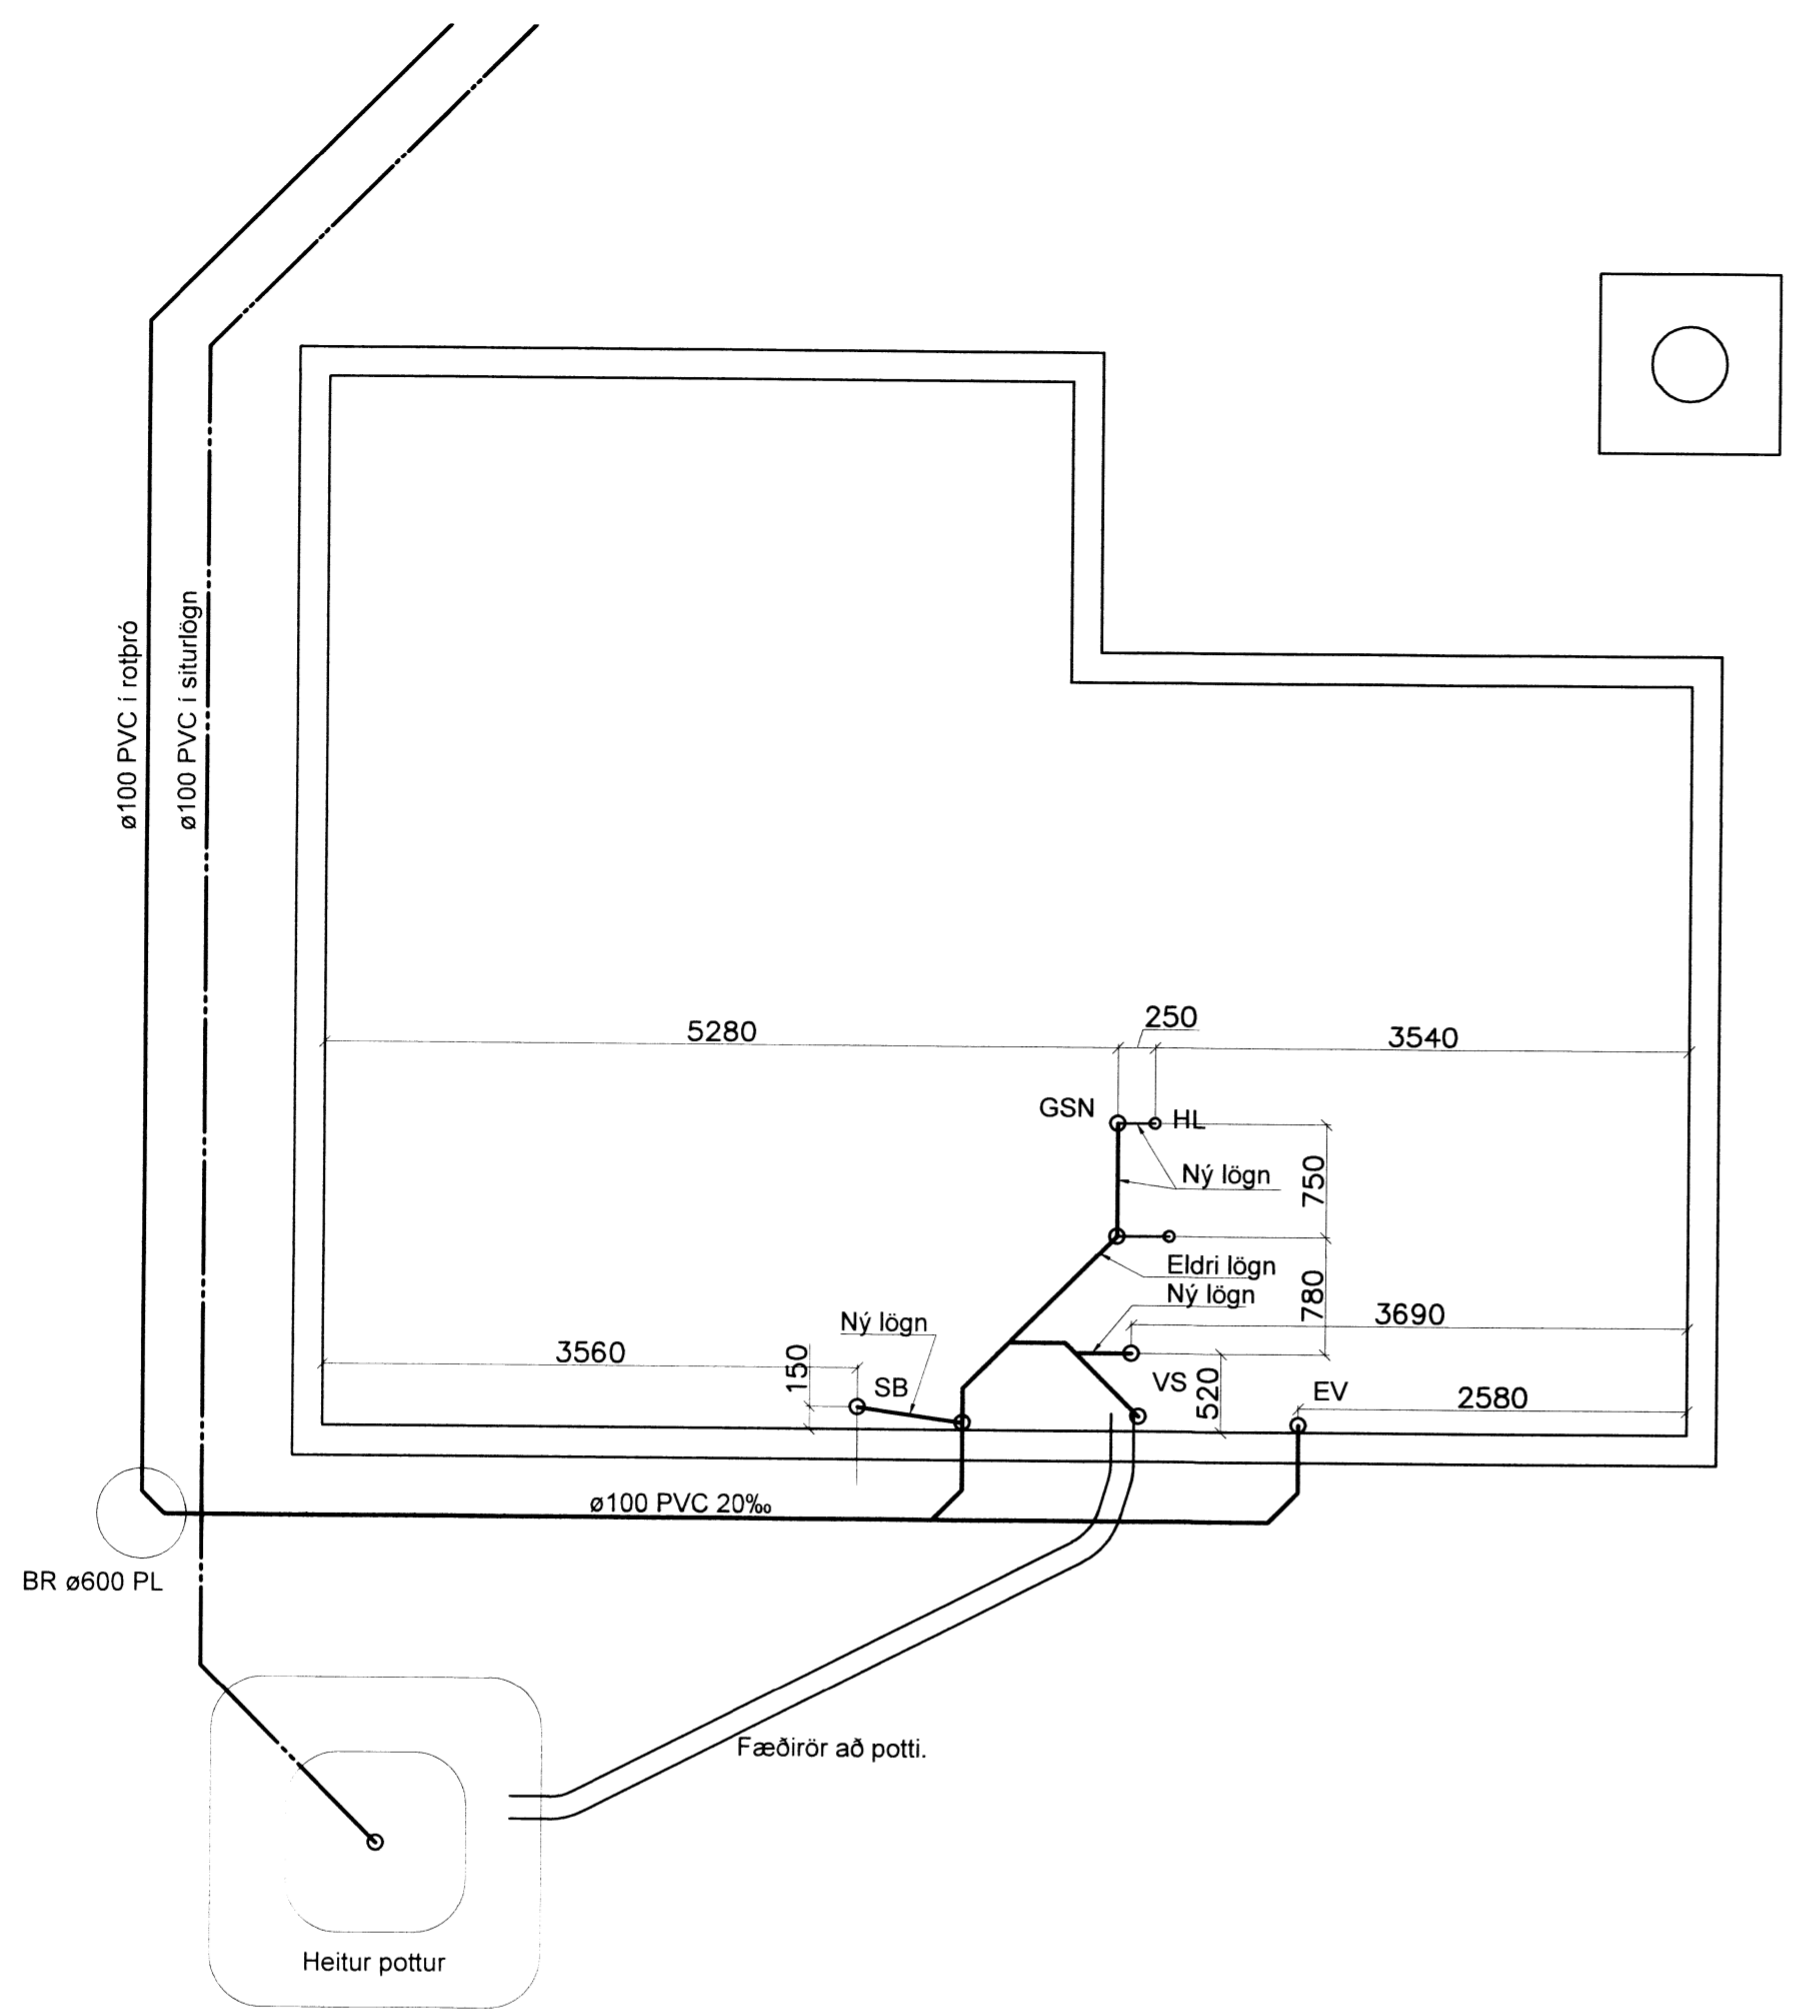 ø100 PVC í rotþró
ø100 PVC í siturlögn
5280
250
3540
GSN
HL
Ný lögn
750
Eldri lögn
Ný lögn
780
3690
Ný lögn
3560
150
SB
VS
520
EV
2580
ø100 PVC 20‰
BR ø600 PL
Fæðirör að potti.
Heitur pottur